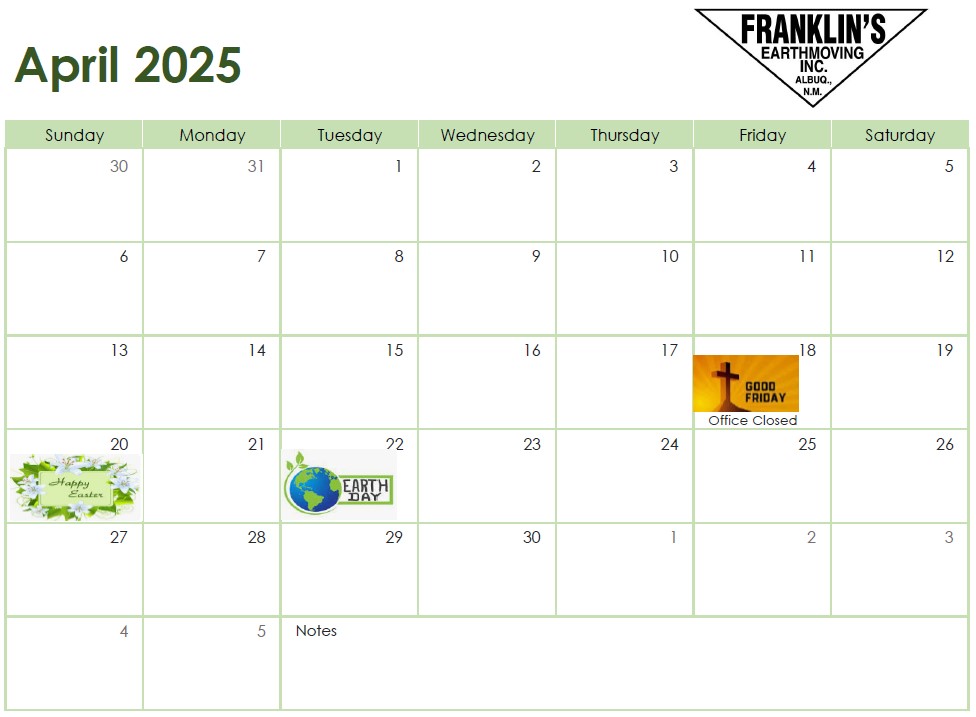 FRANKLIN'S
EARTHMOVING
INC.
ALBUQ.,
N.M.
April 2025
Sunday Monday Tuesday Wednesday Thursday Friday Saturday
30 31 1 2 3 4 5
6 7 8 9 10 11 12
13 14 15 16 17 18 19
GOOD
FRIDAY
Office Closed
20 21 22 23 24 25 26
Happy
Easter
EARTH
DAY
27 28 29 30 1 2 3
4 5 Notes